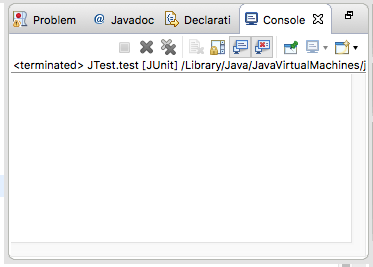 Problem @ Javadoc Declarati Console
<terminated> JTest.test [JUnit] /Library/Java/JavaVirtualMachines/j